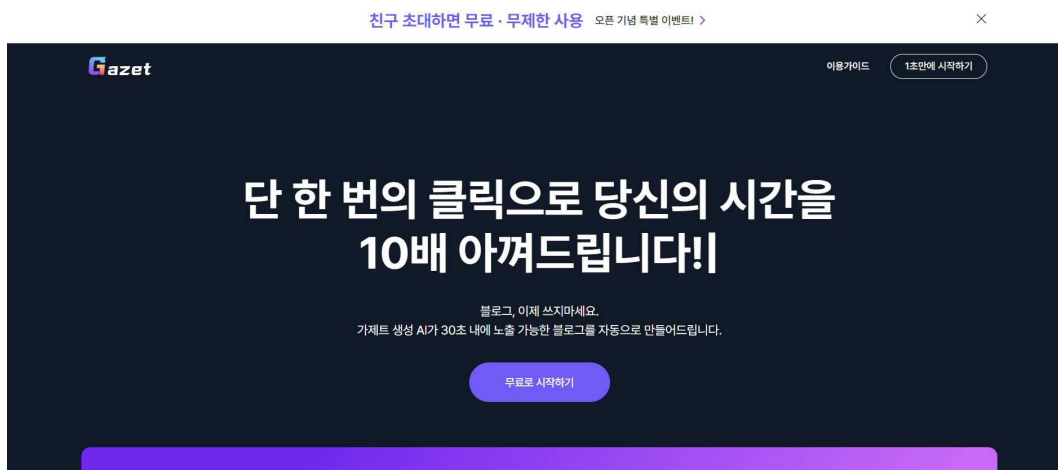 친구 초대하면 무료 · 무제한 사용 오픈 기념 특별 이벤트! >
Gazet
이용가이드
1초만에 시작하기
단 한 번의 클릭으로 당신의 시간을
10배 아껴드립니다!|
블로그, 이제 쓰지마세요.
가제트 생성 AI가 30초 내에 노출 가능한 블로그를 자동으로 만들어드립니다.
무료로 시작하기